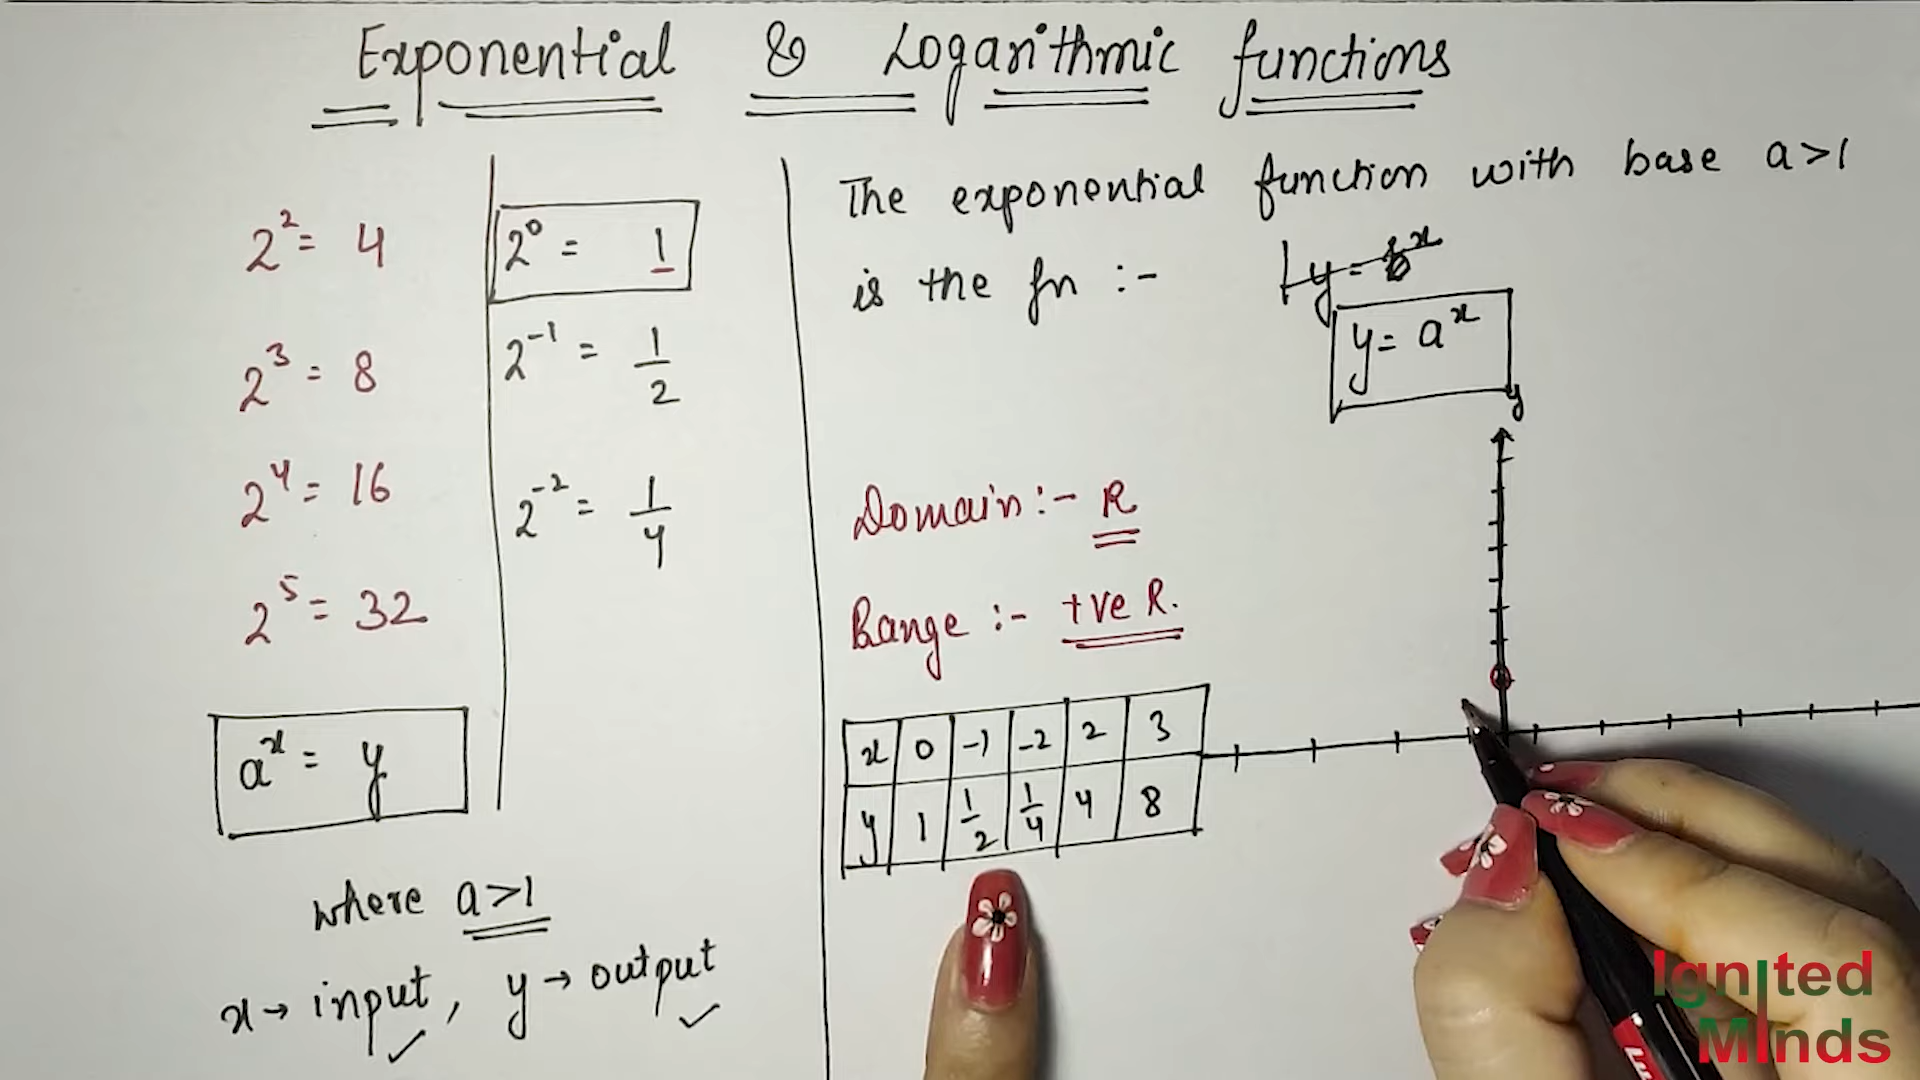 Exponential & Logarithmic functions
2² = 4
2³ = 8
2⁴ = 16
2⁵ = 32
aˣ = y
where a>1
x → input, y → output
2⁰ = 1
2⁻¹ = 1/2
2⁻² = 1/4
The exponential function with base a>1
is the fn :-
y = aˣ
y
Domain :- R
Range :- +ve R.
x 0 -1 -2 2 3
y 1 1/2 1/4 4 8
Ignited
Minds